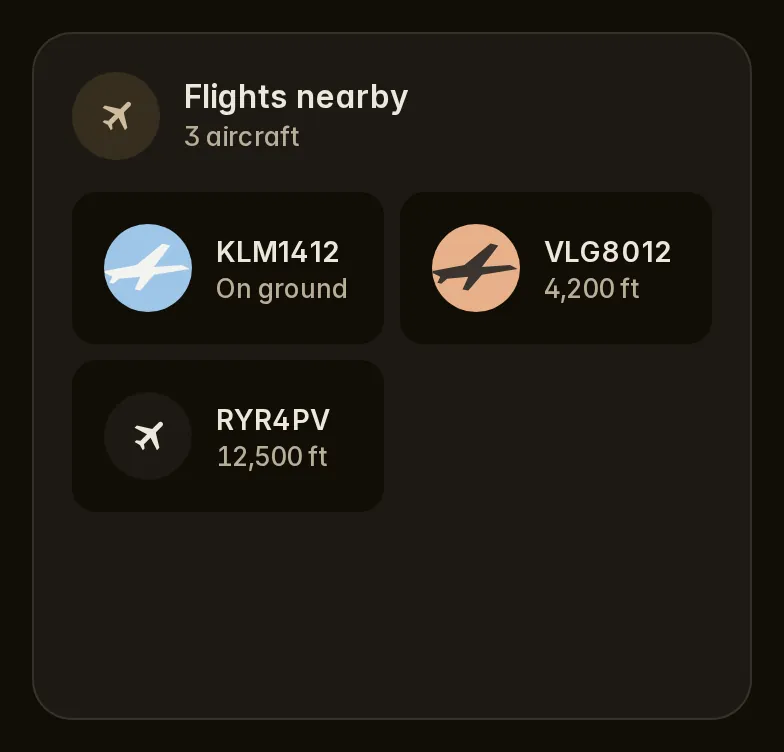 Flights nearby
3 aircraft
KLM1412
On ground
VLG8012
4,200 ft
RYR4PV
12,500 ft